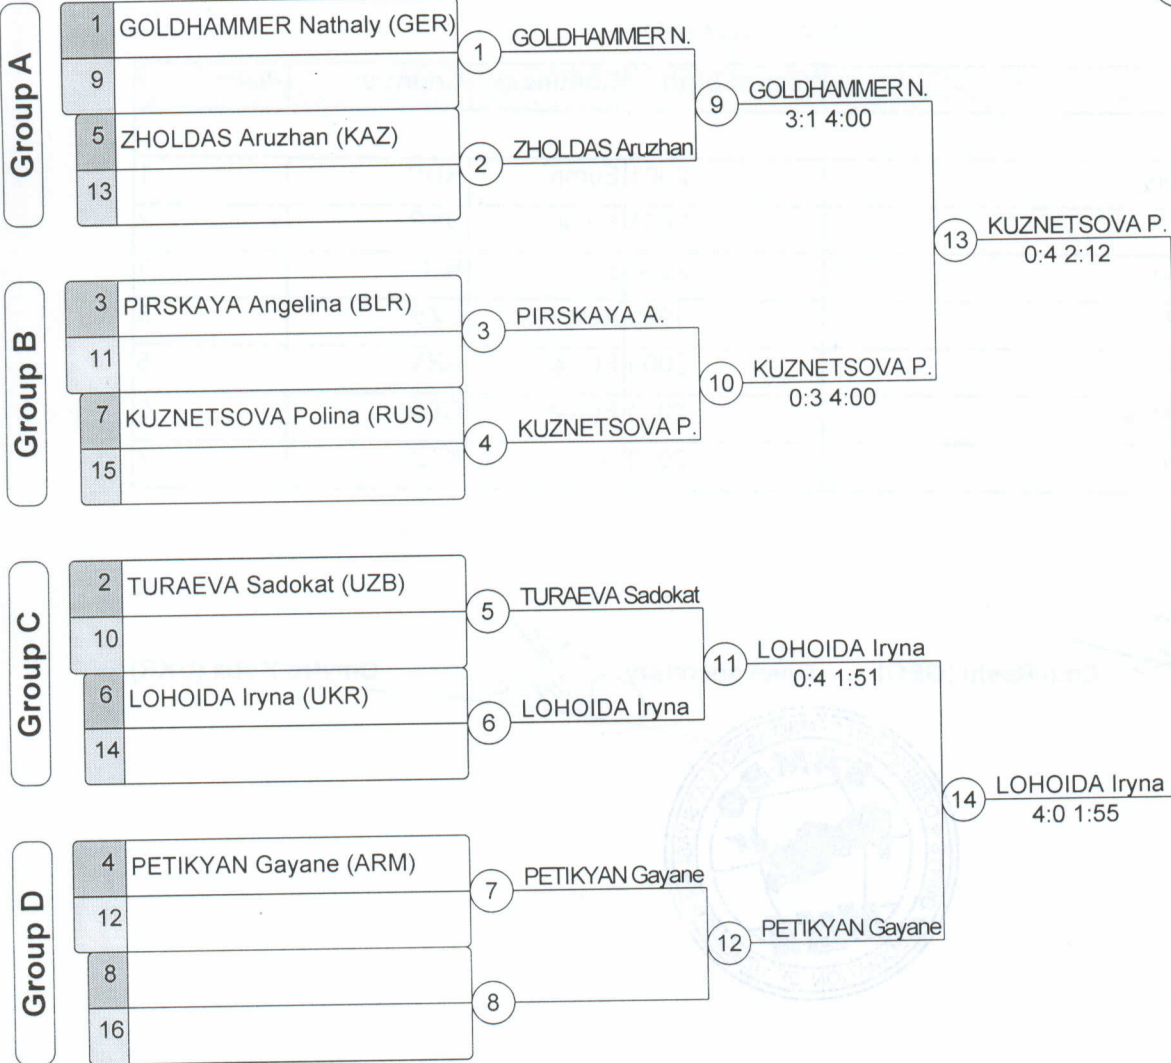 Group A
1 GOLDHAMMER Nathaly (GER)
9
5 ZHOLDAS Aruzhan (KAZ)
13
1 GOLDHAMMER N.
2 ZHOLDAS Aruzhan
9 GOLDHAMMER N.
3:1 4:00
Group B
3 PIRSKAYA Angelina (BLR)
11
7 KUZNETSOVA Polina (RUS)
15
3 PIRSKAYA A.
4 KUZNETSOVA P.
10 KUZNETSOVA P.
0:3 4:00
13 KUZNETSOVA P.
0:4 2:12
Group C
2 TURAEVA Sadokat (UZB)
10
6 LOHOIDA Iryna (UKR)
14
5 TURAEVA Sadokat
6 LOHOIDA Iryna
11 LOHOIDA Iryna
0:4 1:51
Group D
4 PETIKYAN Gayane (ARM)
12
8
16
7 PETIKYAN Gayane
8
12 PETIKYAN Gayane
14 LOHOIDA Iryna
4:0 1:55